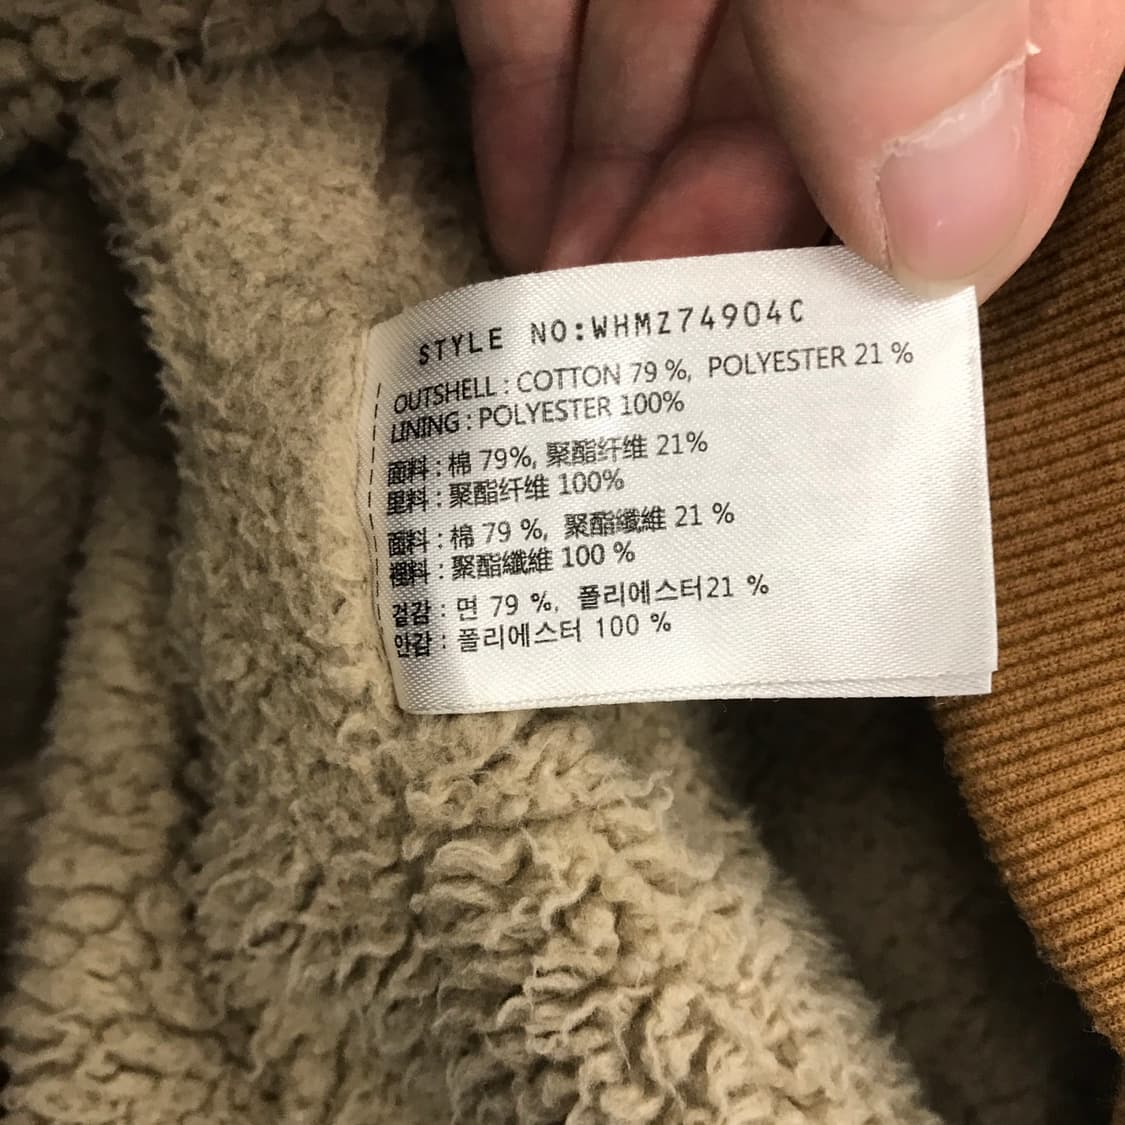 STYLE NO:WHMZ74904C
OUTSHELL : COTTON 79 %, POLYESTER 21 %
LINING : POLYESTER 100%
面料 : 棉 79%, 聚酯纤维 21%
里料 : 聚酯纤维 100%
面料 : 棉 79 %, 聚酯纖維 21 %
裡料 : 聚酯纖維 100 %
겉감 : 면 79 %, 폴리에스터21 %
안감 : 폴리에스터 100 %